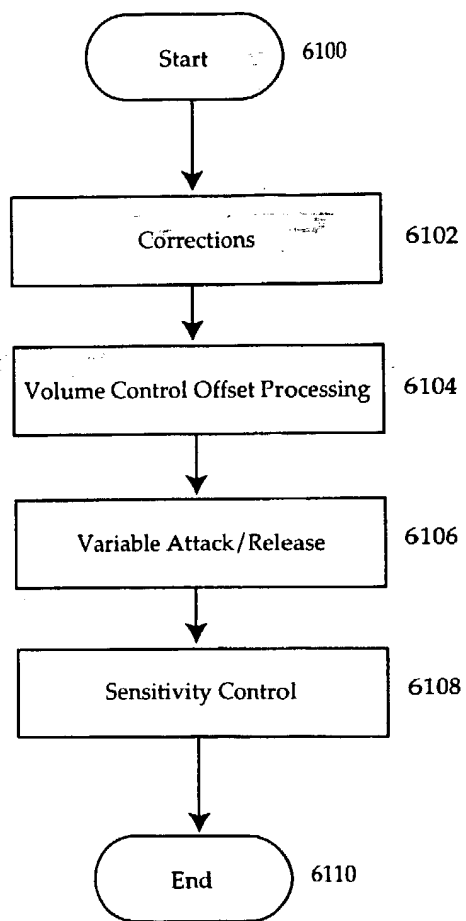 Start 6100
Corrections 6102
Volume Control Offset Processing 6104
Variable Attack/Release 6106
Sensitivity Control 6108
End 6110